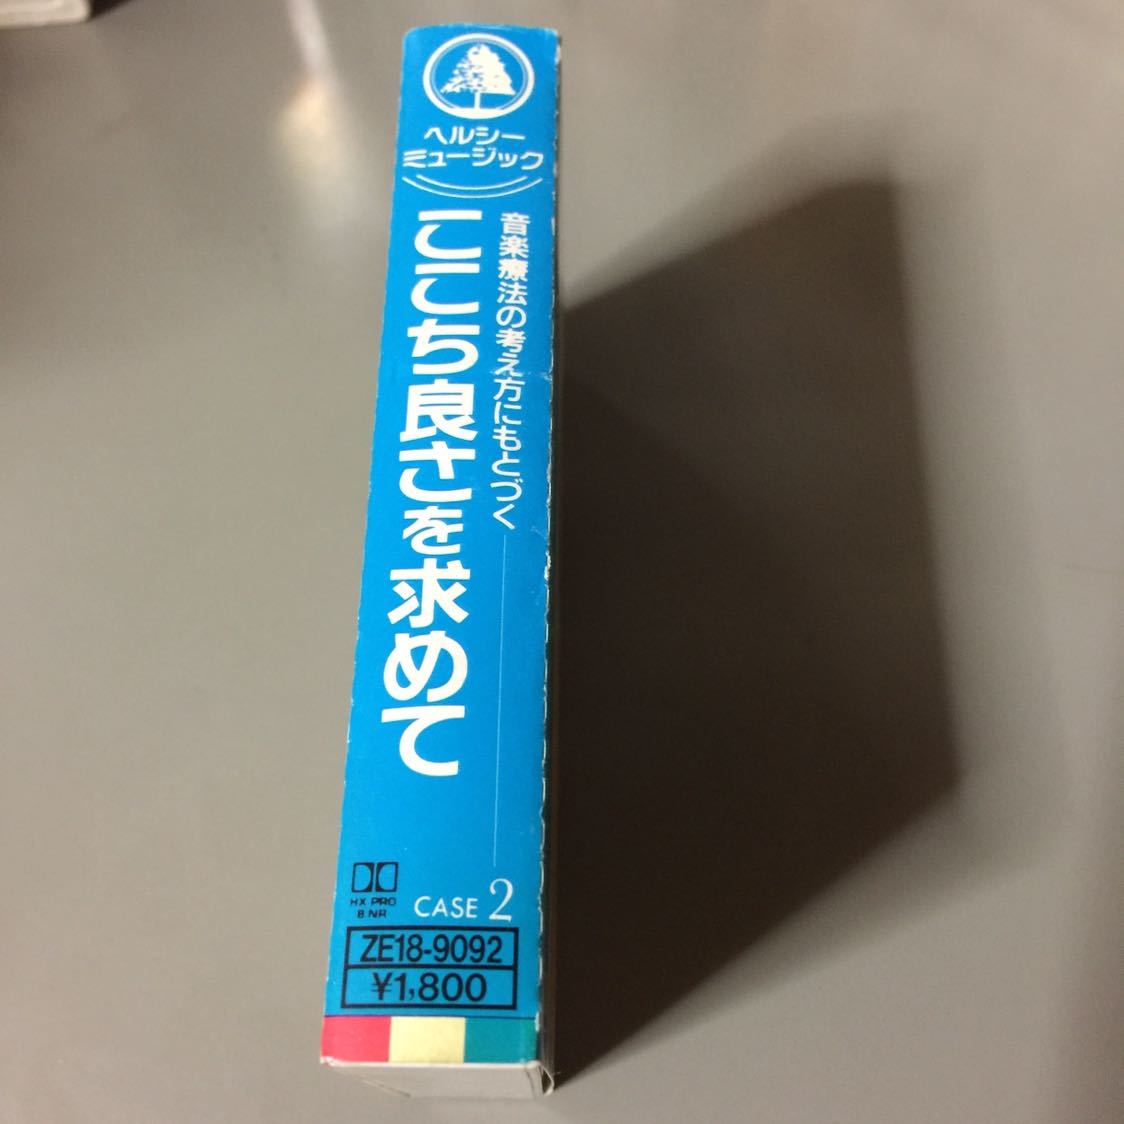 ヘルシー
ミュージック
音楽療法の考え方にもとづく
ここち良さを求めて
HX PRO
B NR
CASE 2
ZE18-9092
¥1,800